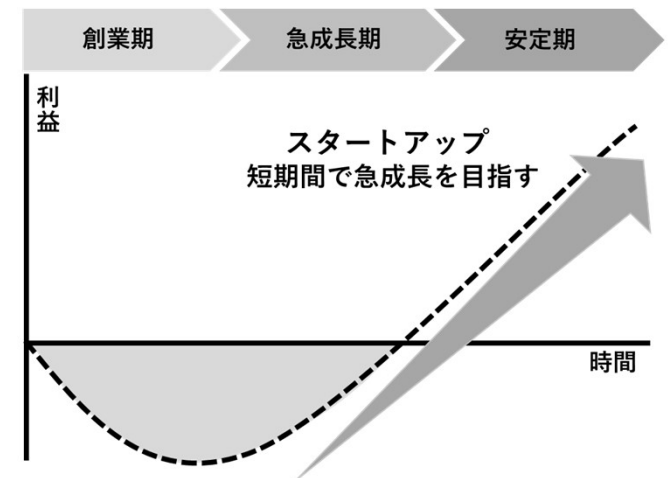 創業期
急成長期
安定期
利益
スタートアップ
短期間で急成長を目指す
時間